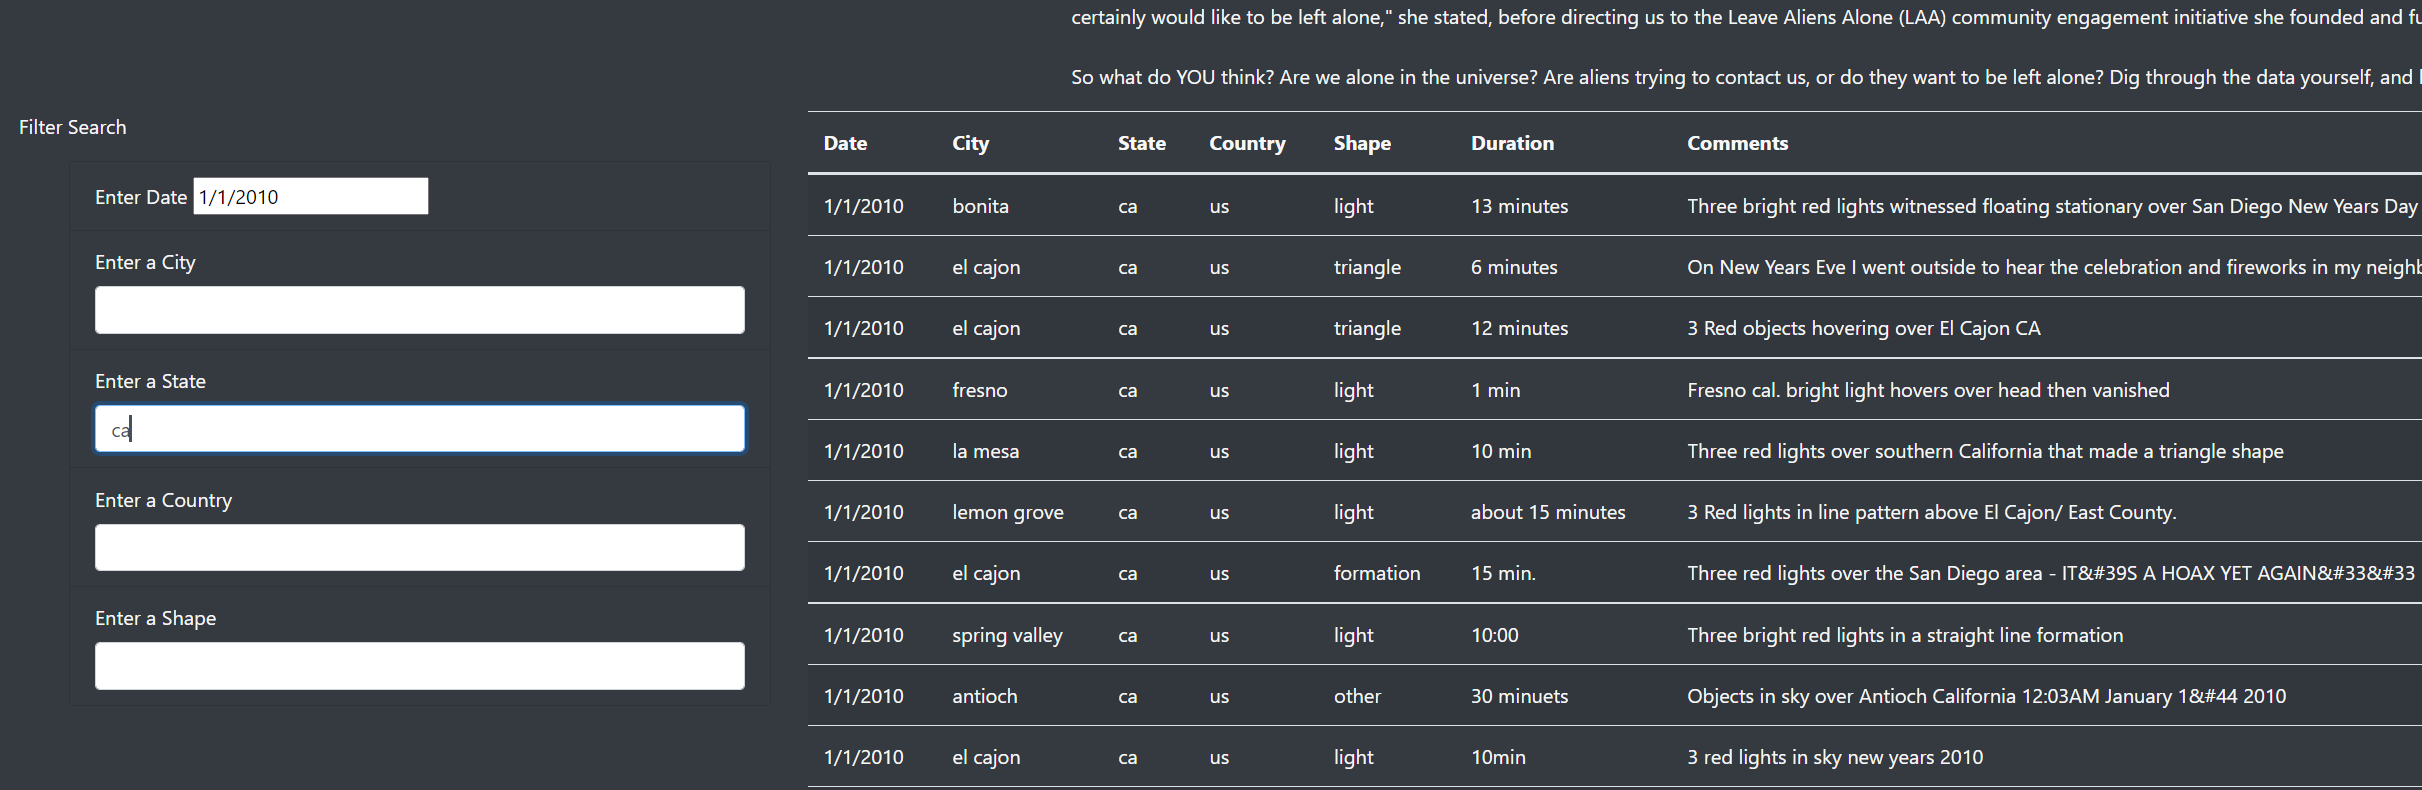 certainly would like to be left alone," she stated, before directing us to the Leave Aliens Alone (LAA) community engagement initiative she founded and
So what do YOU think? Are we alone in the universe? Are aliens trying to contact us, or do they want to be left alone? Dig through the data yourself, and
Filter Search
Enter Date 1/1/2010
Enter a City
Enter a State
ca
Enter a Country
Enter a Shape
Date City State Country Shape Duration Comments
1/1/2010 bonita ca us light 13 minutes Three bright red lights witnessed floating stationary over San Diego New Years Day
1/1/2010 el cajon ca us triangle 6 minutes On New Years Eve I went outside to hear the celebration and fireworks in my
1/1/2010 el cajon ca us triangle 12 minutes 3 Red objects hovering over El Cajon CA
1/1/2010 fresno ca us light 1 min Fresno cal. bright light hovers over head then vanished
1/1/2010 la mesa ca us light 10 min Three red lights over southern California that made a triangle shape
1/1/2010 lemon grove ca us light about 15 minutes 3 Red lights in line pattern above El Cajon/ East County.
1/1/2010 el cajon ca us formation 15 min. Three red lights over the San Diego area - IT&#39S A HOAX YET AGAIN&#33&#33
1/1/2010 spring valley ca us light 10:00 Three bright red lights in a straight line formation
1/1/2010 antioch ca us other 30 minuets Objects in sky over Antioch California 12:03AM January 1&#44 2010
1/1/2010 el cajon ca us light 10min 3 red lights in sky new years 2010